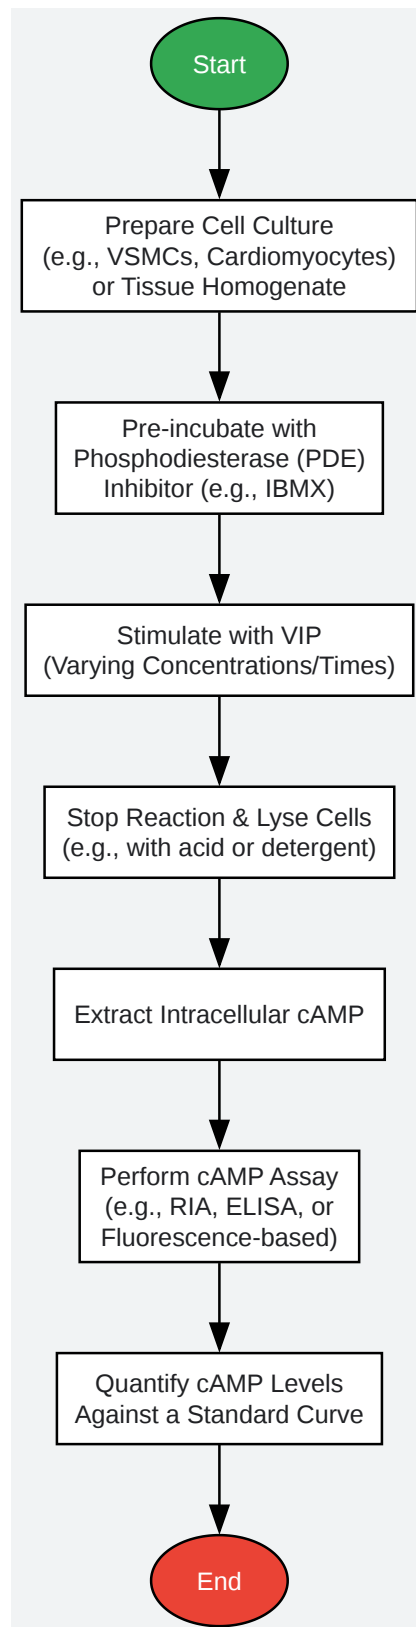 Start
Prepare Cell Culture
(e.g., VSMCs, Cardiomyocytes)
or Tissue Homogenate
Pre-incubate with
Phosphodiesterase (PDE)
Inhibitor (e.g., IBMX)
Stimulate with VIP
(Varying Concentrations/Times)
Stop Reaction & Lyse Cells
(e.g., with acid or detergent)
Extract Intracellular cAMP
Perform cAMP Assay
(e.g., RIA, ELISA, or
Fluorescence-based)
Quantify cAMP Levels
Against a Standard Curve
End